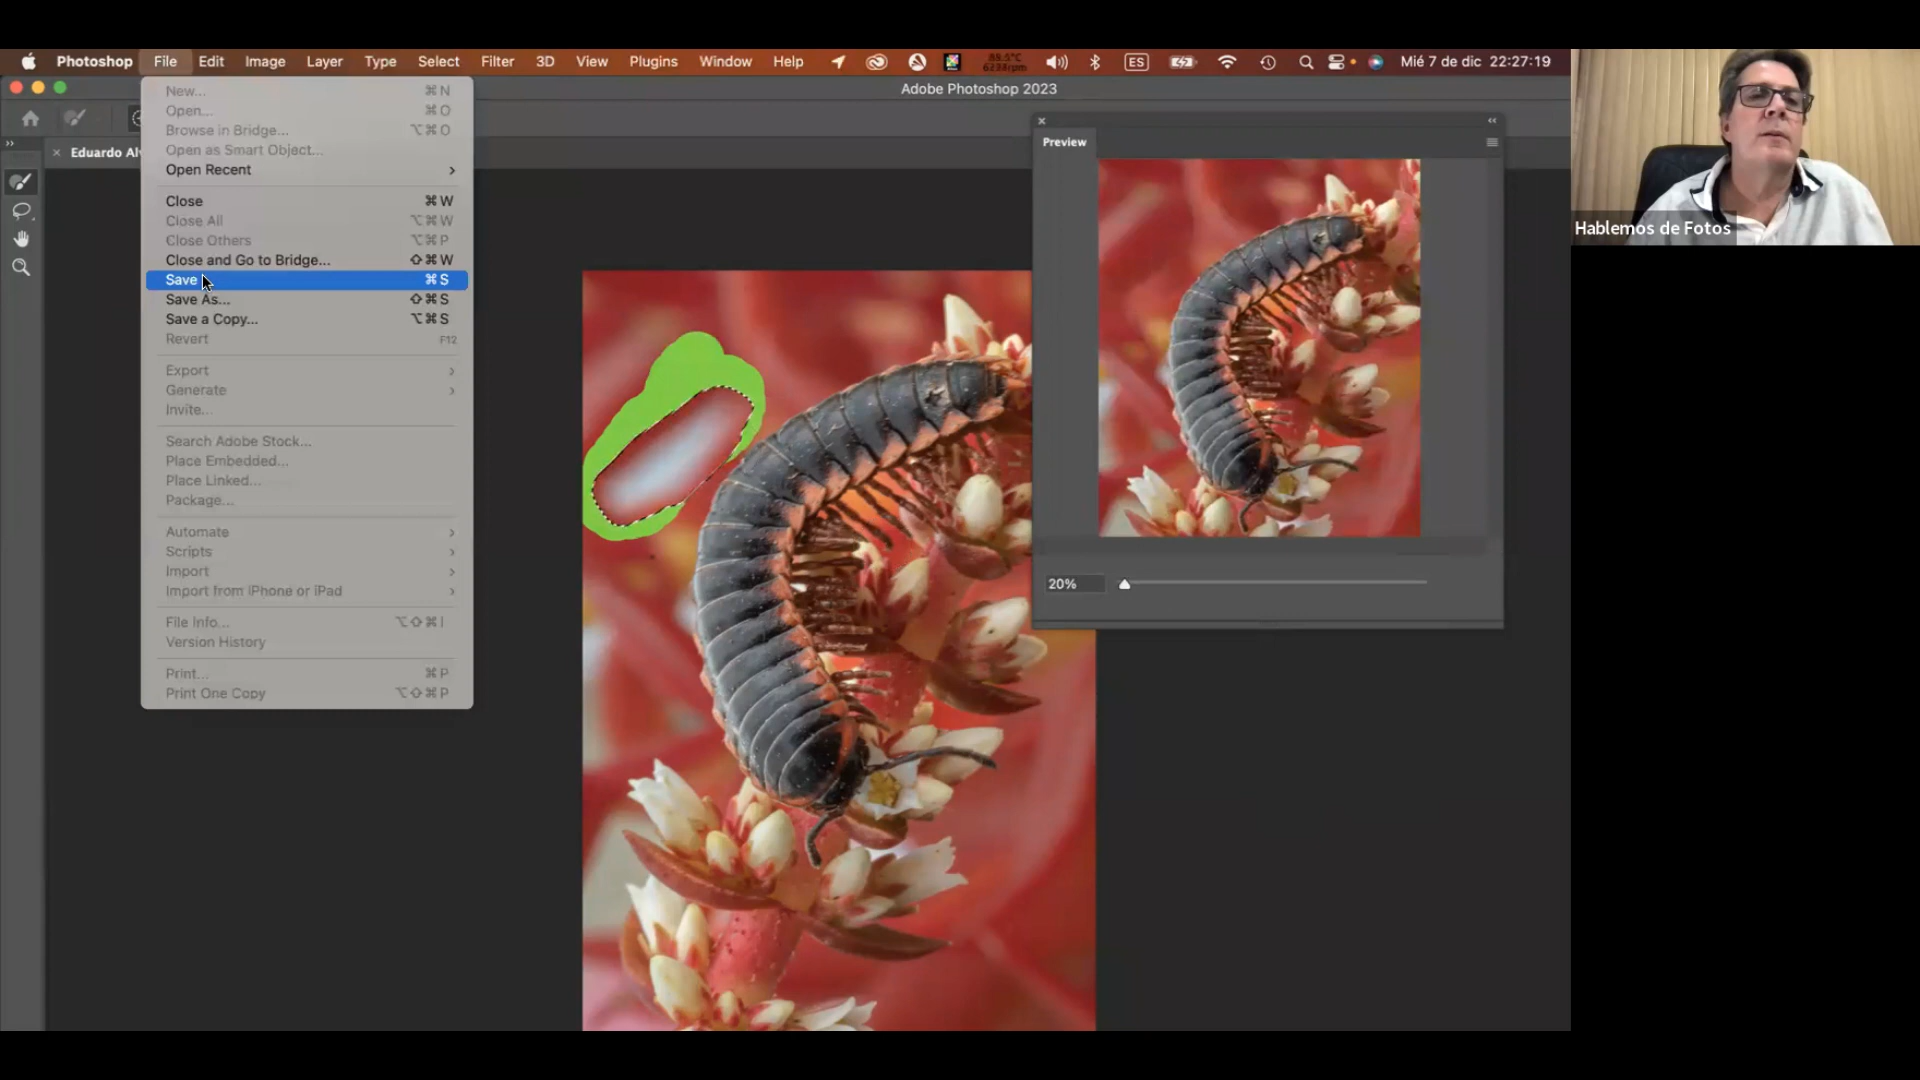 Photoshop File Edit Image Layer Type Select Filter 3D View Plugins Window Help ES Mié 7 de dic 22:27:19
Adobe Photoshop 2023
Eduardo
New... ⌘N
Open... ⌘O
Browse in Bridge... ⌥⌘O
Open as Smart Object...
Open Recent
Close ⌘W
Close All ⌥⌘W
Close Others ⌥⌘P
Close and Go to Bridge... ⇧⌘W
Save ⌘S
Save As... ⇧⌘S
Save a Copy... ⌥⌘S
Revert F12
Export
Generate
Invite...
Search Adobe Stock...
Place Embedded...
Place Linked...
Package...
Automate
Scripts
Import
Import from iPhone or iPad
File Info... ⌥⇧⌘I
Version History
Print... ⌘P
Print One Copy ⌥⇧⌘P
Preview
20%
Hablemos de Fotos